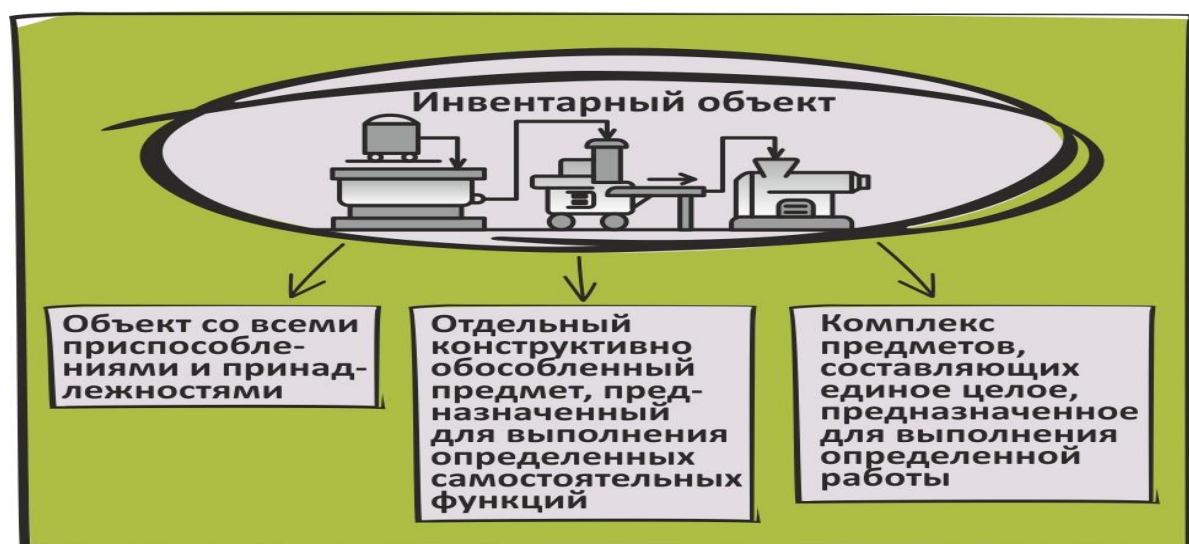 Инвентарный объект
Объект со всеми
приспособле-
ниями и принад-
лежностями
Отдельный
конструктивно
обособленный
предмет, пред-
назначенный
для выполнения
определенных
самостоятельных
функций
Комплекс
предметов,
составляющих
единое целое,
предназначенное
для выполнения
определенной
работы